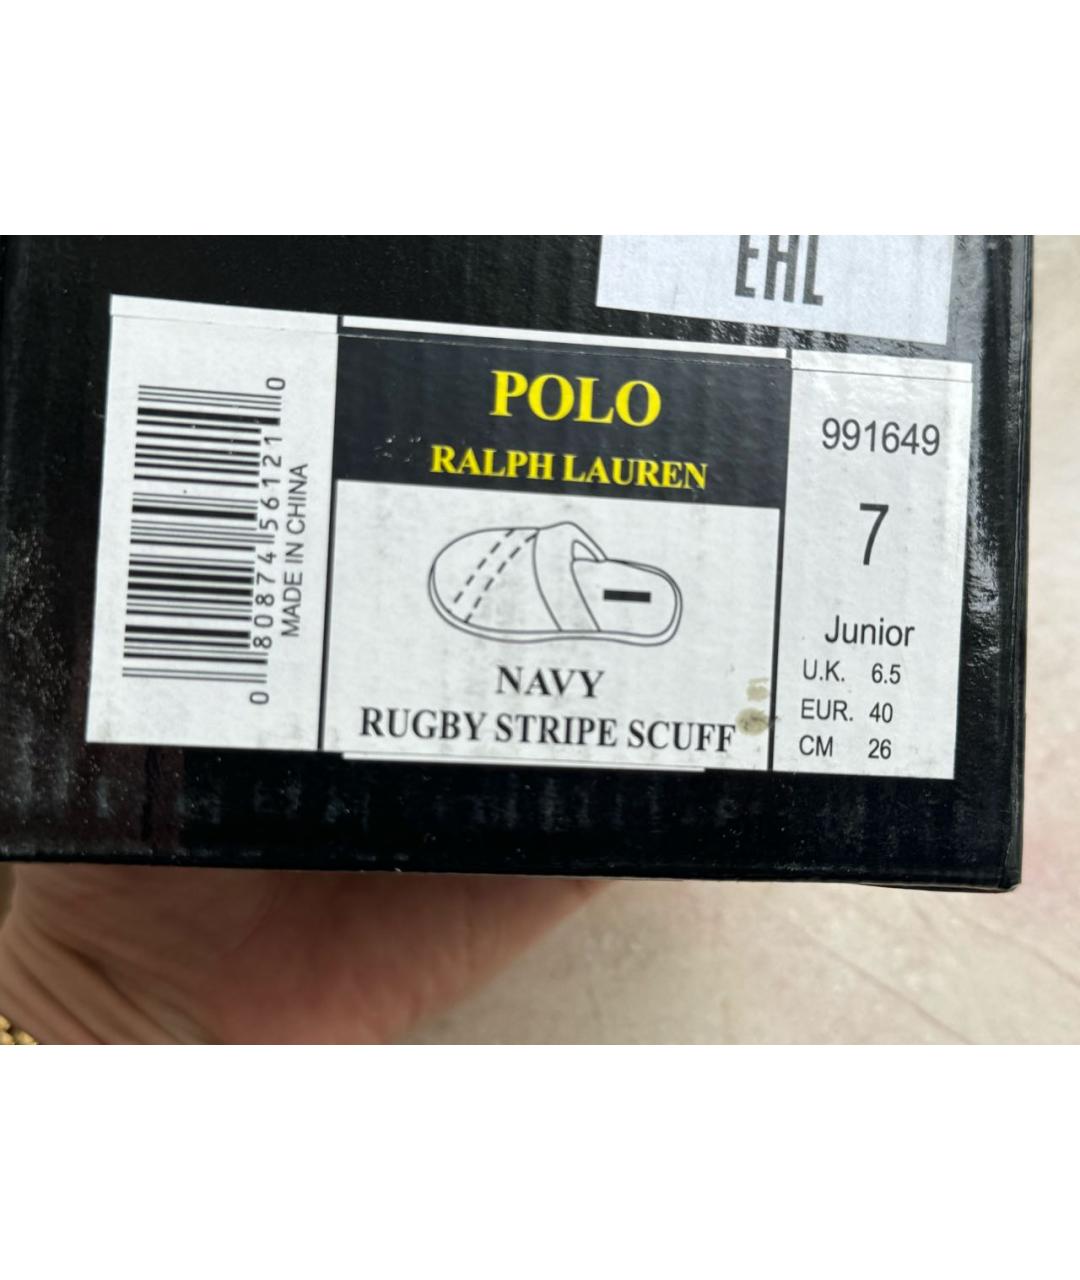 EAC
0 80874 56121 0
MADE IN CHINA
POLO
RALPH LAUREN
NAVY
RUGBY STRIPE SCUFF
991649
7
Junior
U.K. 6.5
EUR. 40
CM 26